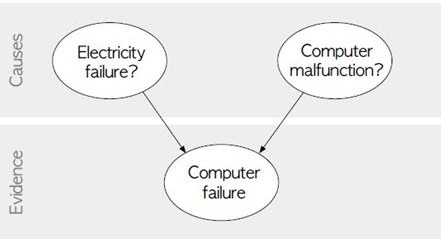 Causes
Electricity
failure?
Computer
malfunction?
Evidence
Computer
failure